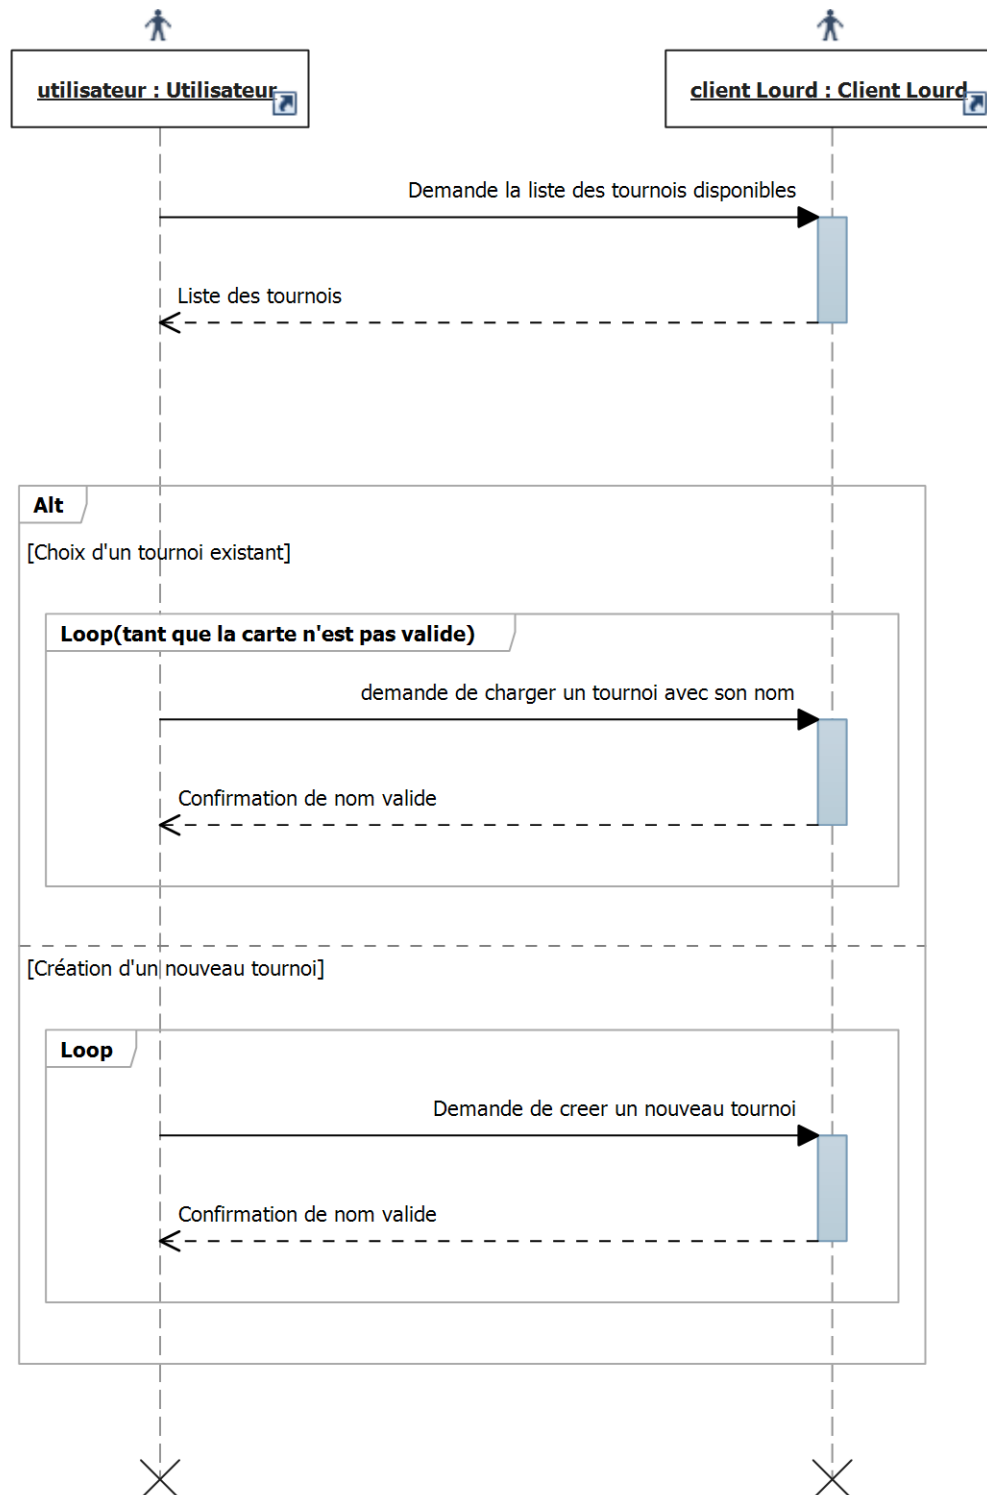 utilisateur : Utilisateur
client Lourd : Client Lourd
Demande la liste des tournois disponibles
Liste des tournois
Alt
[Choix d'un tournoi existant]
Loop(tant que la carte n'est pas valide)
demande de charger un tournoi avec son nom
Confirmation de nom valide
[Création d'un nouveau tournoi]
Loop
Demande de creer un nouveau tournoi
Confirmation de nom valide